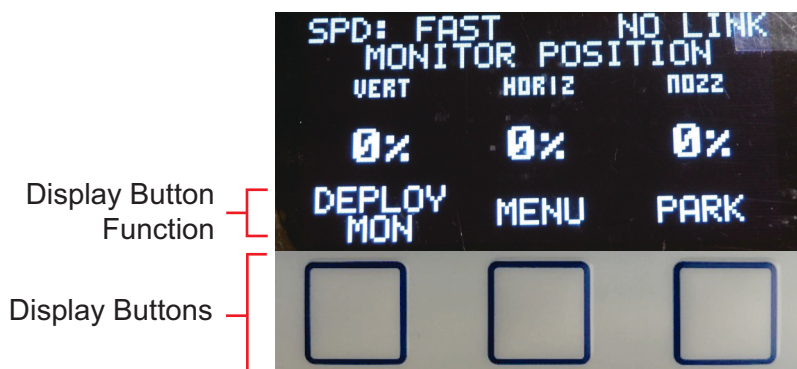 SPD: FAST NO LINK
MONITOR POSITION
VERT HORIZ NOZZ
0% 0% 0%
Display Button
Function
DEPLOY
MON MENU PARK
Display Buttons